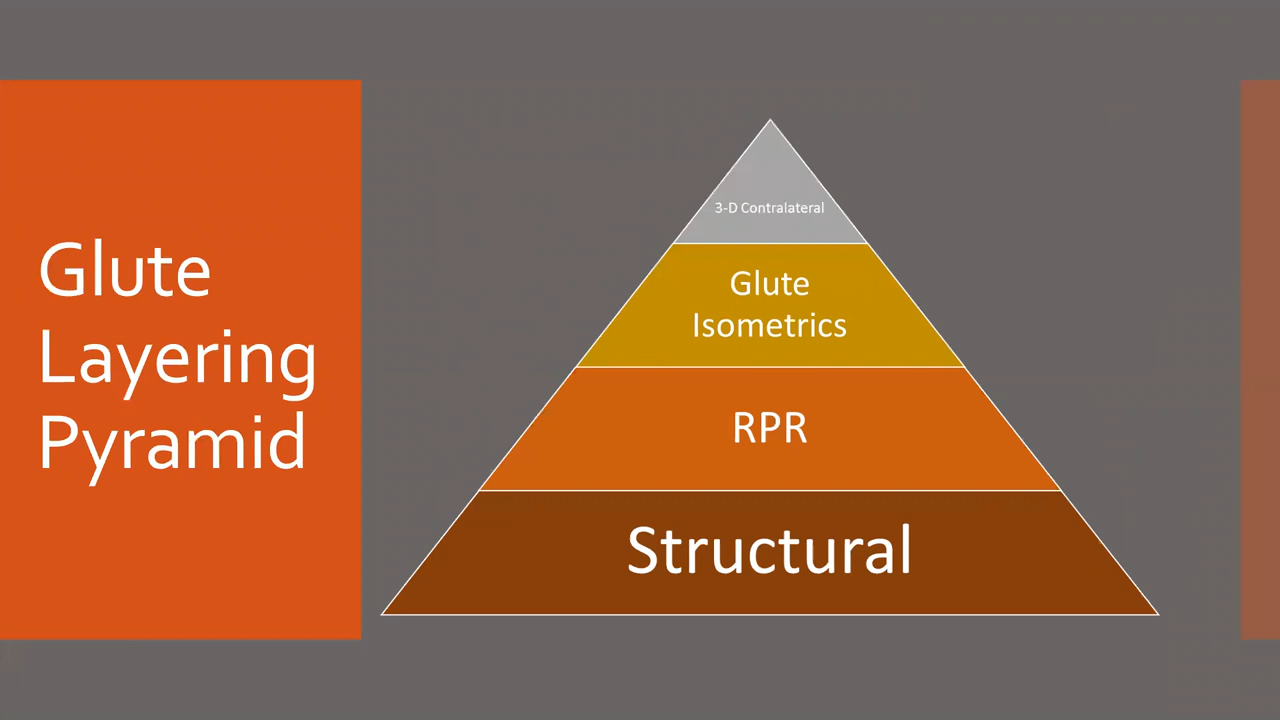 Glute
Layering
Pyramid
3-D Contralateral
Glute
Isometrics
RPR
Structural